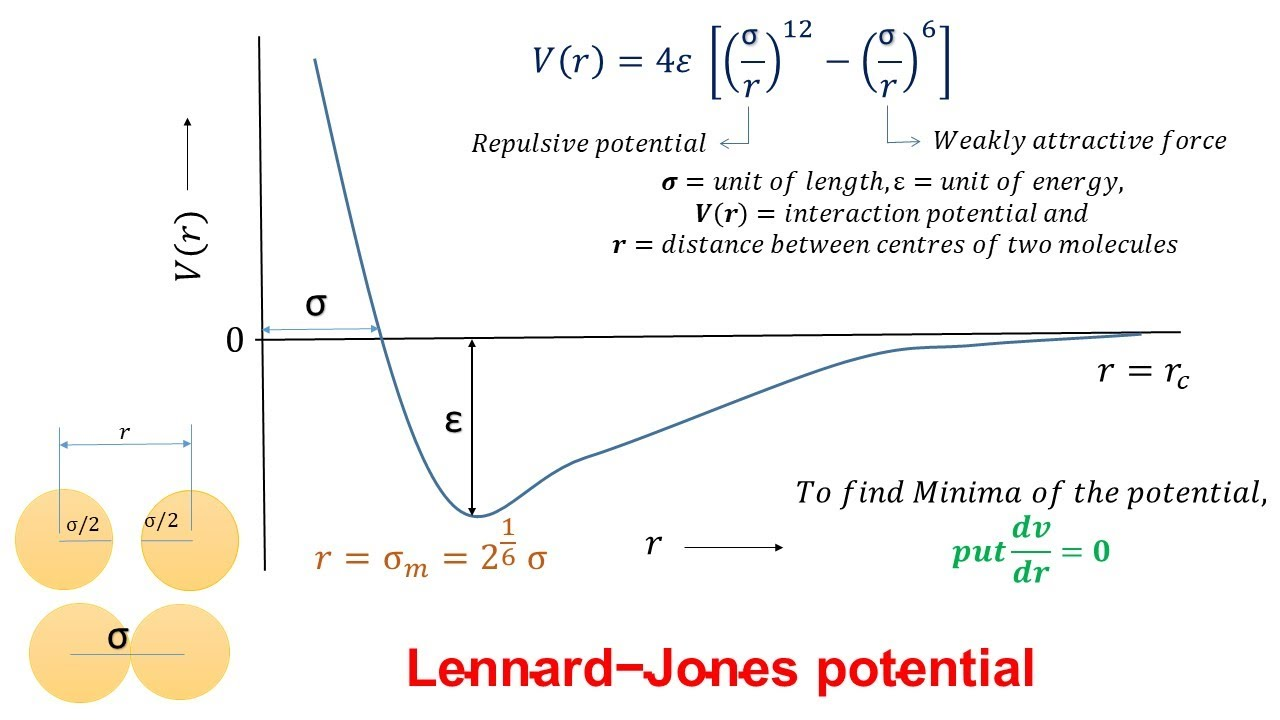 V(r) = 4ε [(σ/r)^12 − (σ/r)^6]
Repulsive potential
Weakly attractive force
σ = unit of length, ε = unit of energy,
V(r) = interaction potential and
r = distance between centres of two molecules
V(r)
σ
0
ε
r = r_c
r
σ/2 σ/2
σ
r = σ_m = 2^(1/6) σ
r
To find Minima of the potential,
put dv/dr = 0
Lennard−Jones potential